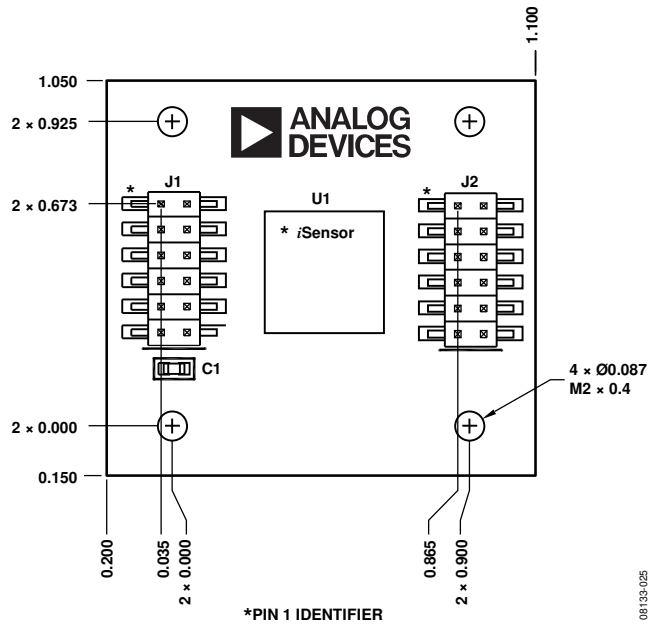 1.100
1.050
2 × 0.925
ANALOG
DEVICES
* J1
* J2
2 × 0.673
U1
* iSensor
C1
4 × Ø0.087
M2 × 0.4
2 × 0.000
0.150
0.200
0.035
2 × 0.000
0.865
2 × 0.900
*PIN 1 IDENTIFIER
08133-025